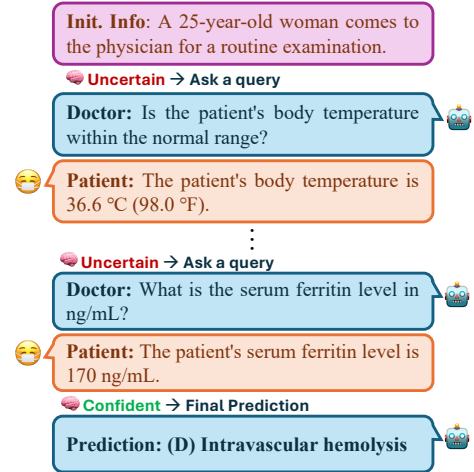 Init. Info: A 25-year-old woman comes to
the physician for a routine examination.
Uncertain → Ask a query
Doctor: Is the patient's body temperature
within the normal range?
Patient: The patient's body temperature is
36.6 ℃ (98.0 ℉).
⋮
Uncertain → Ask a query
Doctor: What is the serum ferritin level in
ng/mL?
Patient: The patient's serum ferritin level is
170 ng/mL.
Confident → Final Prediction
Prediction: (D) Intravascular hemolysis